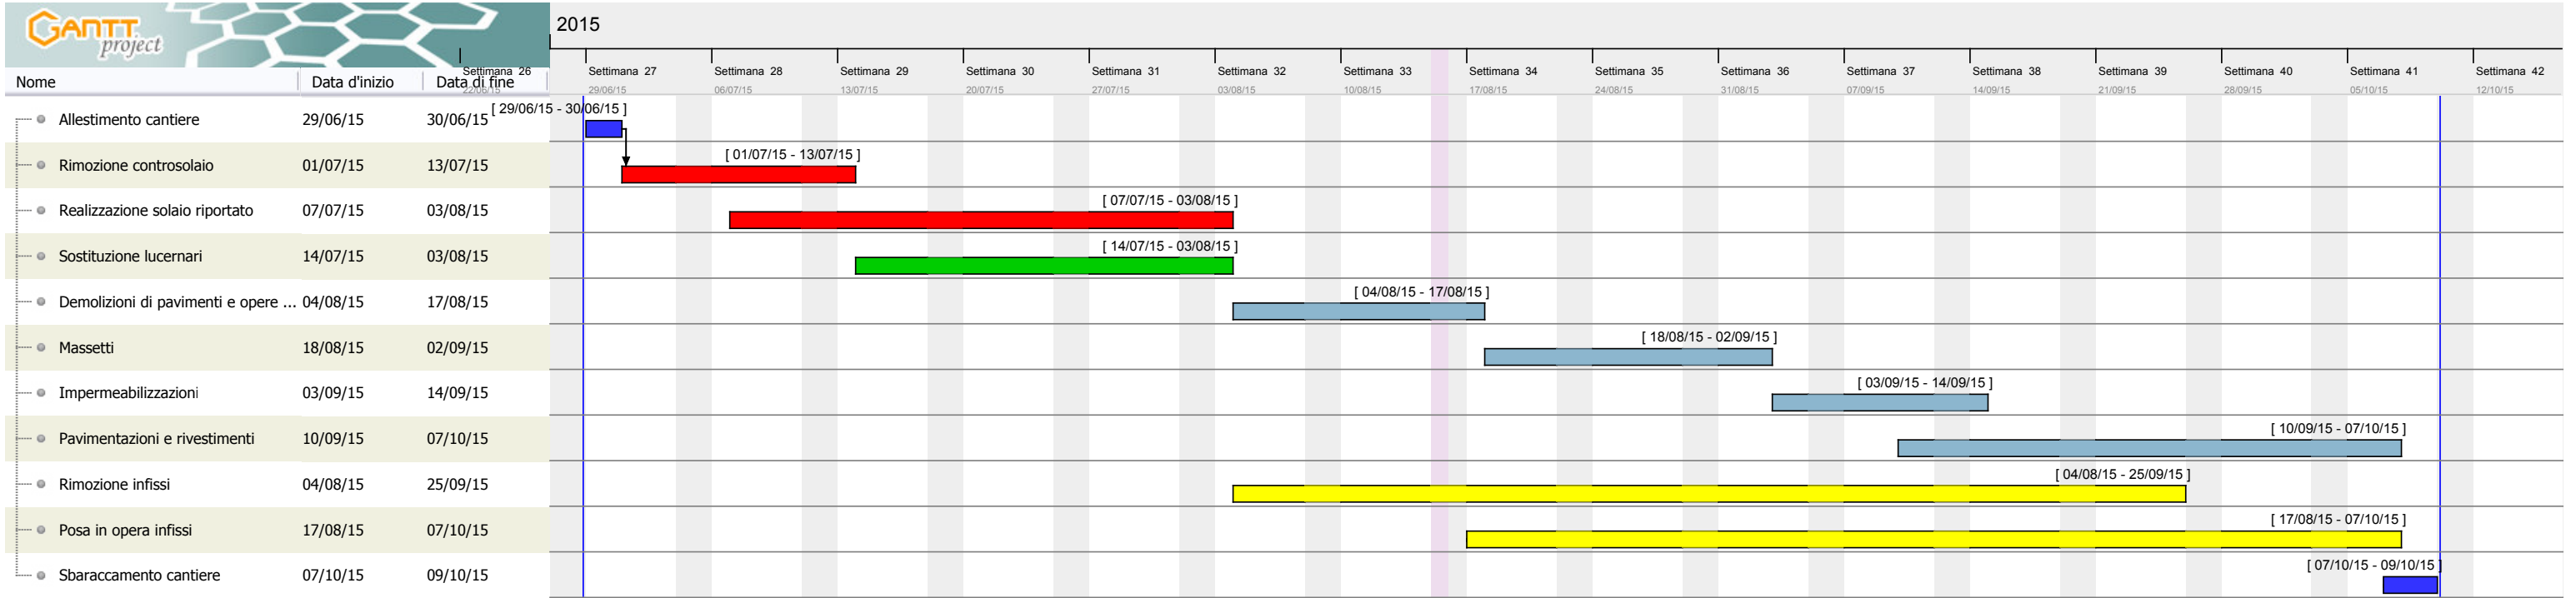 GANTT
project
2015
Settimana 26
Settimana 27
Settimana 28
Settimana 29
Settimana 30
Settimana 31
Settimana 32
Settimana 33
Settimana 34
Settimana 35
Settimana 36
Settimana 37
Settimana 38
Settimana 39
Settimana 40
Settimana 41
Settimana 42
Nome Data d'inizio Data di fine
22/06/15
29/06/15
06/07/15
13/07/15
20/07/15
27/07/15
03/08/15
10/08/15
17/08/15
24/08/15
31/08/15
07/09/15
14/09/15
21/09/15
28/09/15
05/10/15
12/10/15
[ 29/06/15 - 30/06/15 ]
Allestimento cantiere 29/06/15 30/06/15
[ 01/07/15 - 13/07/15 ]
Rimozione controsolaio 01/07/15 13/07/15
[ 07/07/15 - 03/08/15 ]
Realizzazione solaio riportato 07/07/15 03/08/15
[ 14/07/15 - 03/08/15 ]
Sostituzione lucernari 14/07/15 03/08/15
[ 04/08/15 - 17/08/15 ]
Demolizioni di pavimenti e opere ... 04/08/15 17/08/15
[ 18/08/15 - 02/09/15 ]
Massetti 18/08/15 02/09/15
[ 03/09/15 - 14/09/15 ]
Impermeabilizzazioni 03/09/15 14/09/15
[ 10/09/15 - 07/10/15 ]
Pavimentazioni e rivestimenti 10/09/15 07/10/15
[ 04/08/15 - 25/09/15 ]
Rimozione infissi 04/08/15 25/09/15
[ 17/08/15 - 07/10/15 ]
Posa in opera infissi 17/08/15 07/10/15
[ 07/10/15 - 09/10/15 ]
Sbaraccamento cantiere 07/10/15 09/10/15